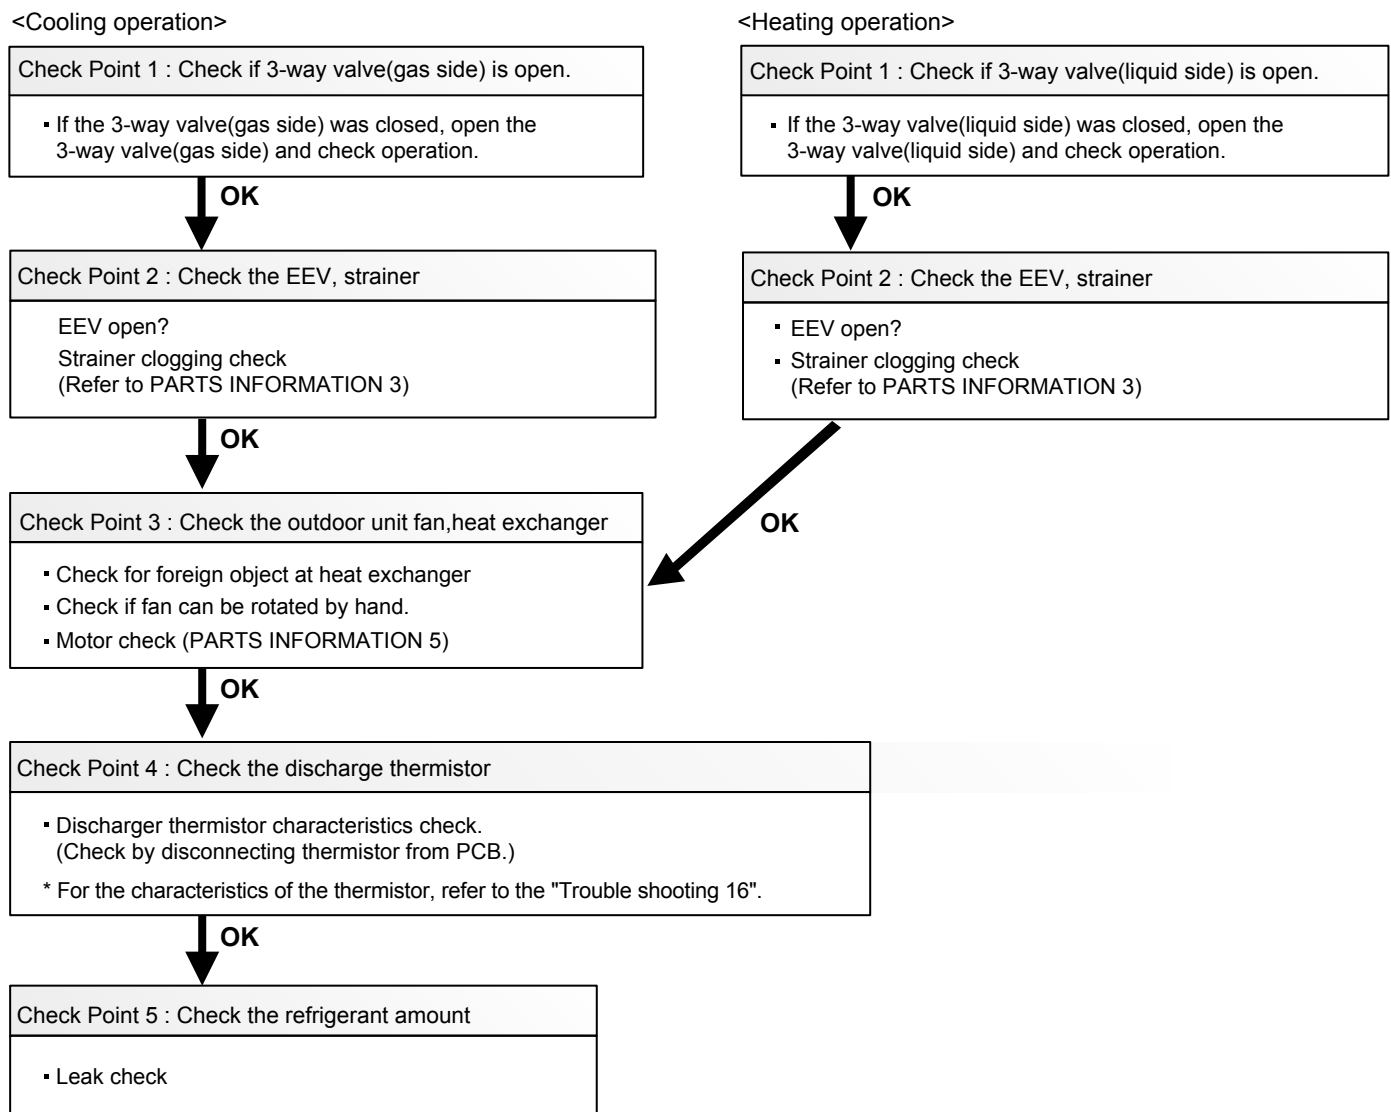 <Cooling operation>
Check Point 1 : Check if 3-way valve(gas side) is open.
▪ If the 3-way valve(gas side) was closed, open the
3-way valve(gas side) and check operation.
OK
Check Point 2 : Check the EEV, strainer
EEV open?
Strainer clogging check
(Refer to PARTS INFORMATION 3)
OK
<Heating operation>
Check Point 1 : Check if 3-way valve(liquid side) is open.
▪ If the 3-way valve(liquid side) was closed, open the
3-way valve(liquid side) and check operation.
OK
Check Point 2 : Check the EEV, strainer
▪ EEV open?
▪ Strainer clogging check
(Refer to PARTS INFORMATION 3)
OK
Check Point 3 : Check the outdoor unit fan,heat exchanger
▪ Check for foreign object at heat exchanger
▪ Check if fan can be rotated by hand.
▪ Motor check (PARTS INFORMATION 5)
OK
Check Point 4 : Check the discharge thermistor
▪ Discharger thermistor characteristics check.
(Check by disconnecting thermistor from PCB.)
* For the characteristics of the thermistor, refer to the "Trouble shooting 16".
OK
Check Point 5 : Check the refrigerant amount
▪ Leak check